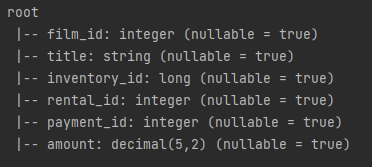 root
 |-- film_id: integer (nullable = true)
 |-- title: string (nullable = true)
 |-- inventory_id: long (nullable = true)
 |-- rental_id: integer (nullable = true)
 |-- payment_id: integer (nullable = true)
 |-- amount: decimal(5,2) (nullable = true)